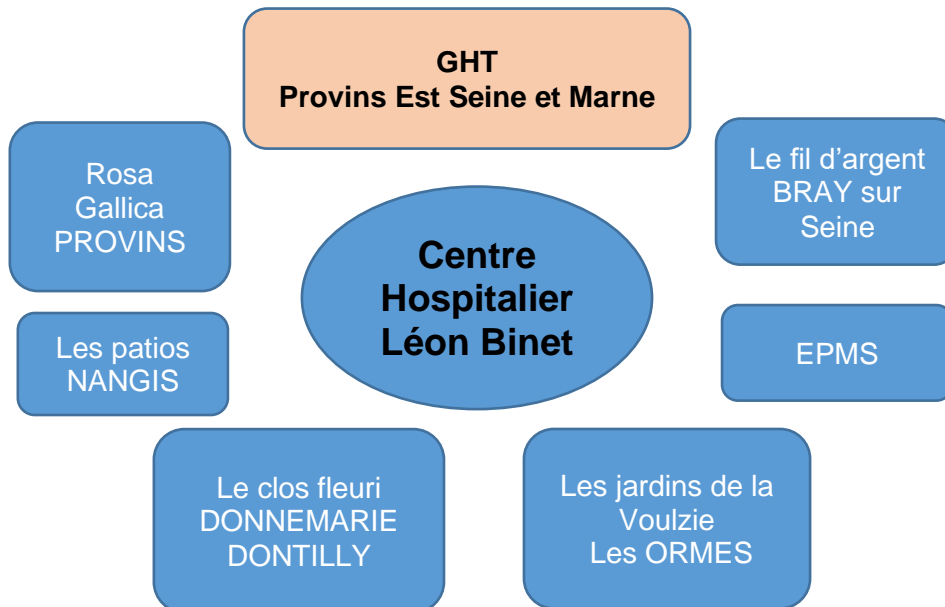 GHT
Provins Est Seine et Marne
Rosa
Gallica
PROVINS
Le fil d’argent
BRAY sur
Seine
Centre
Hospitalier
Léon Binet
Les patios
NANGIS
EPMS
Le clos fleuri
DONNEMARIE
DONTILLY
Les jardins de la
Voulzie
Les ORMES